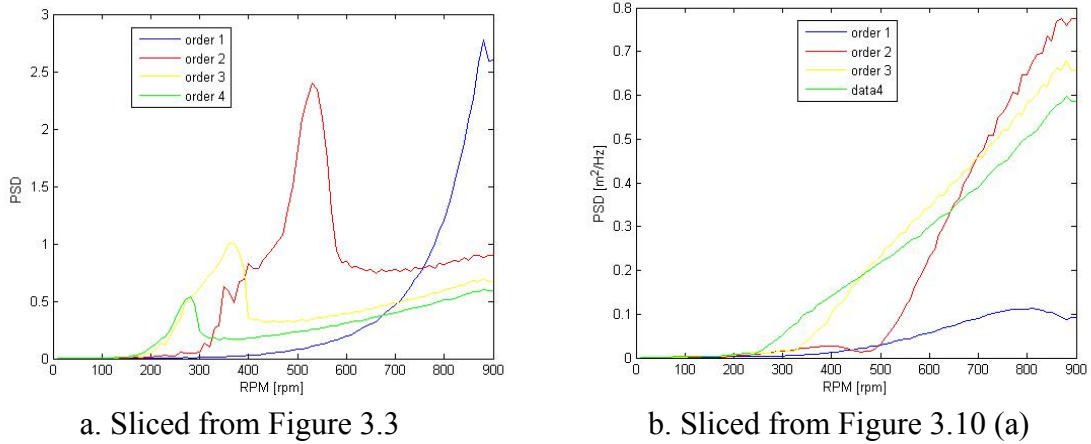 3
2.5
2
1.5
1
0.5
0
PSD
order 1
order 2
order 3
order 4
0 100 200 300 400 500 600 700 800 900
RPM [rpm]
a. Sliced from Figure 3.3
0.8
0.7
0.6
0.5
0.4
0.3
0.2
0.1
0
PSD [m²/Hz]
order 1
order 2
order 3
data4
0 100 200 300 400 500 600 700 800 900
RPM [rpm]
b. Sliced from Figure 3.10 (a)